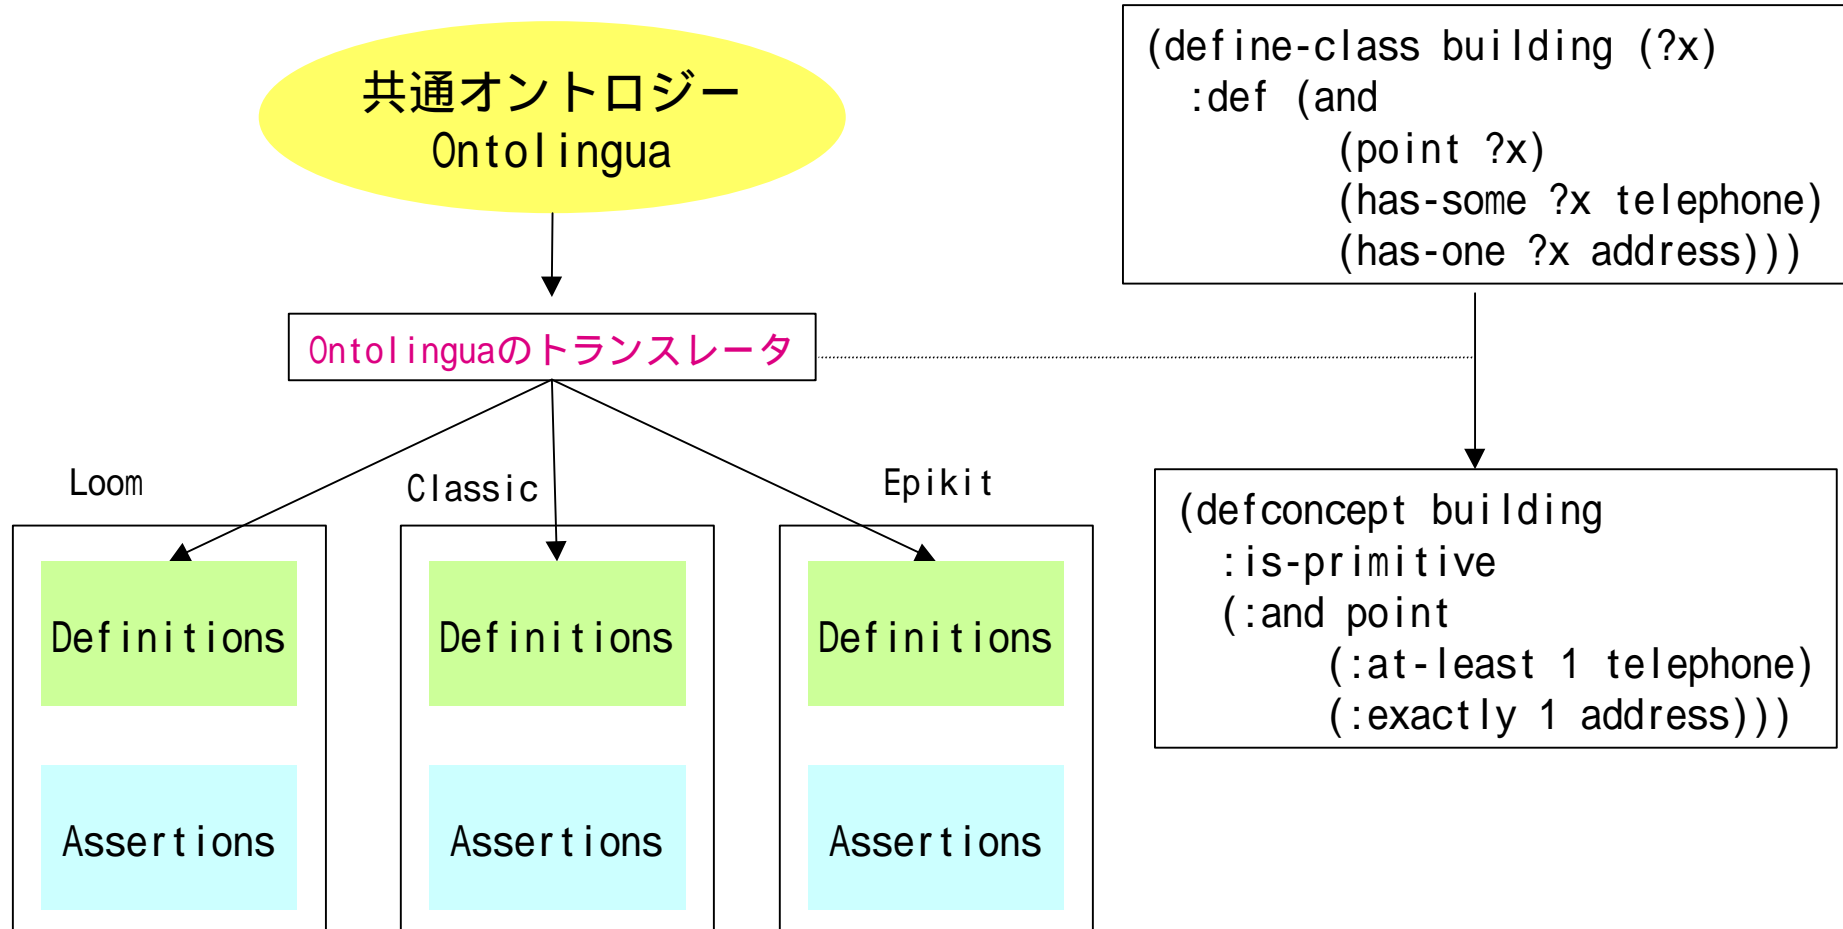 共通オントロジー
Ontolingua
Ontolinguaのトランスレータ
Loom
Classic
Epikit
Definitions
Definitions
Definitions
Assertions
Assertions
Assertions
(define-class building (?x)
:def (and
(point ?x)
(has-some ?x telephone)
(has-one ?x address)))
(defconcept building
:is-primitive
(:and point
(:at-least 1 telephone)
(:exactly 1 address)))